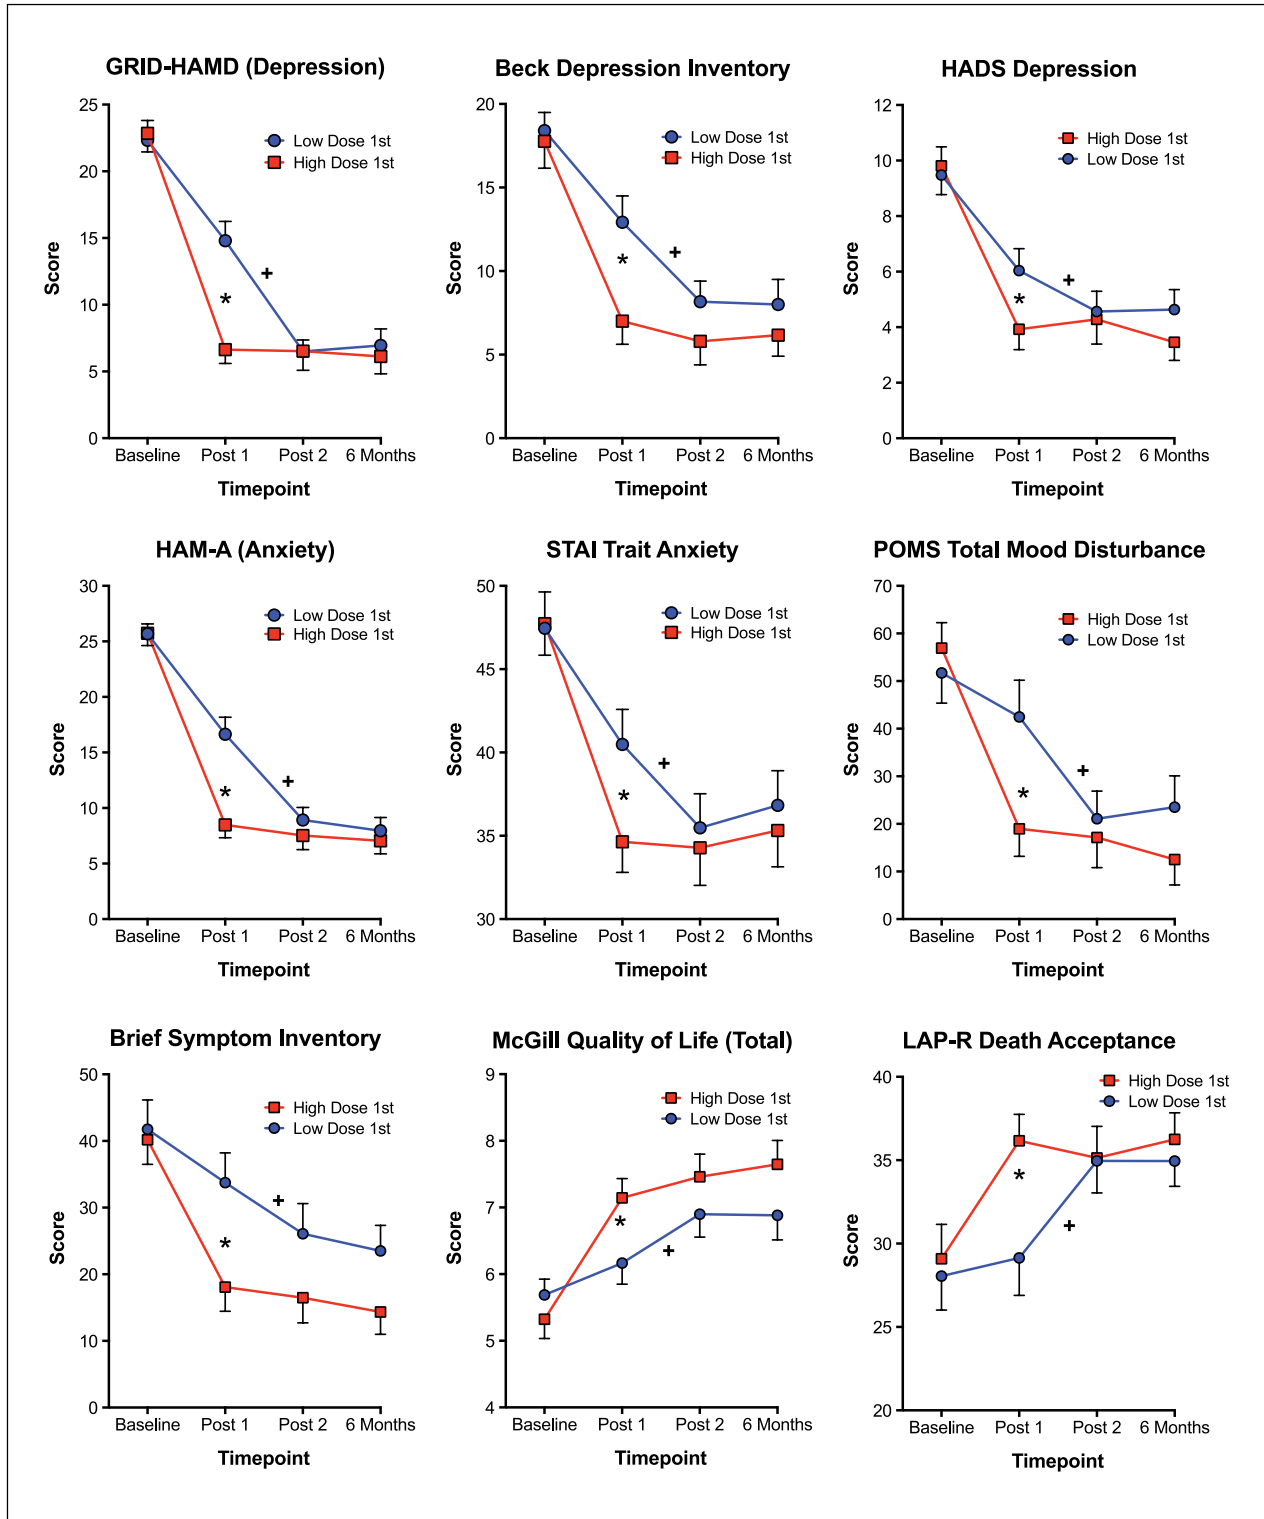 GRID-HAMD (Depression)
25
20
15
10
5
0
Score
Low Dose 1st
High Dose 1st
*
+
Baseline Post 1 Post 2 6 Months
Timepoint
Beck Depression Inventory
20
15
10
5
0
Score
Low Dose 1st
High Dose 1st
*
+
Baseline Post 1 Post 2 6 Months
Timepoint
HADS Depression
12
10
8
6
4
2
0
Score
High Dose 1st
Low Dose 1st
*
+
Baseline Post 1 Post 2 6 Months
Timepoint
HAM-A (Anxiety)
30
25
20
15
10
5
0
Score
Low Dose 1st
High Dose 1st
*
+
Baseline Post 1 Post 2 6 Months
Timepoint
STAI Trait Anxiety
50
45
40
35
30
Score
Low Dose 1st
High Dose 1st
*
+
Baseline Post 1 Post 2 6 Months
Timepoint
POMS Total Mood Disturbance
70
60
50
40
30
20
10
0
Score
High Dose 1st
Low Dose 1st
*
+
Baseline Post 1 Post 2 6 Months
Timepoint
Brief Symptom Inventory
50
40
30
20
10
0
Score
High Dose 1st
Low Dose 1st
*
+
Baseline Post 1 Post 2 6 Months
Timepoint
McGill Quality of Life (Total)
9
8
7
6
5
4
Score
High Dose 1st
Low Dose 1st
*
+
Baseline Post 1 Post 2 6 Months
Timepoint
LAP-R Death Acceptance
40
35
30
25
20
Score
High Dose 1st
Low Dose 1st
*
+
Baseline Post 1 Post 2 6 Months
Timepoint